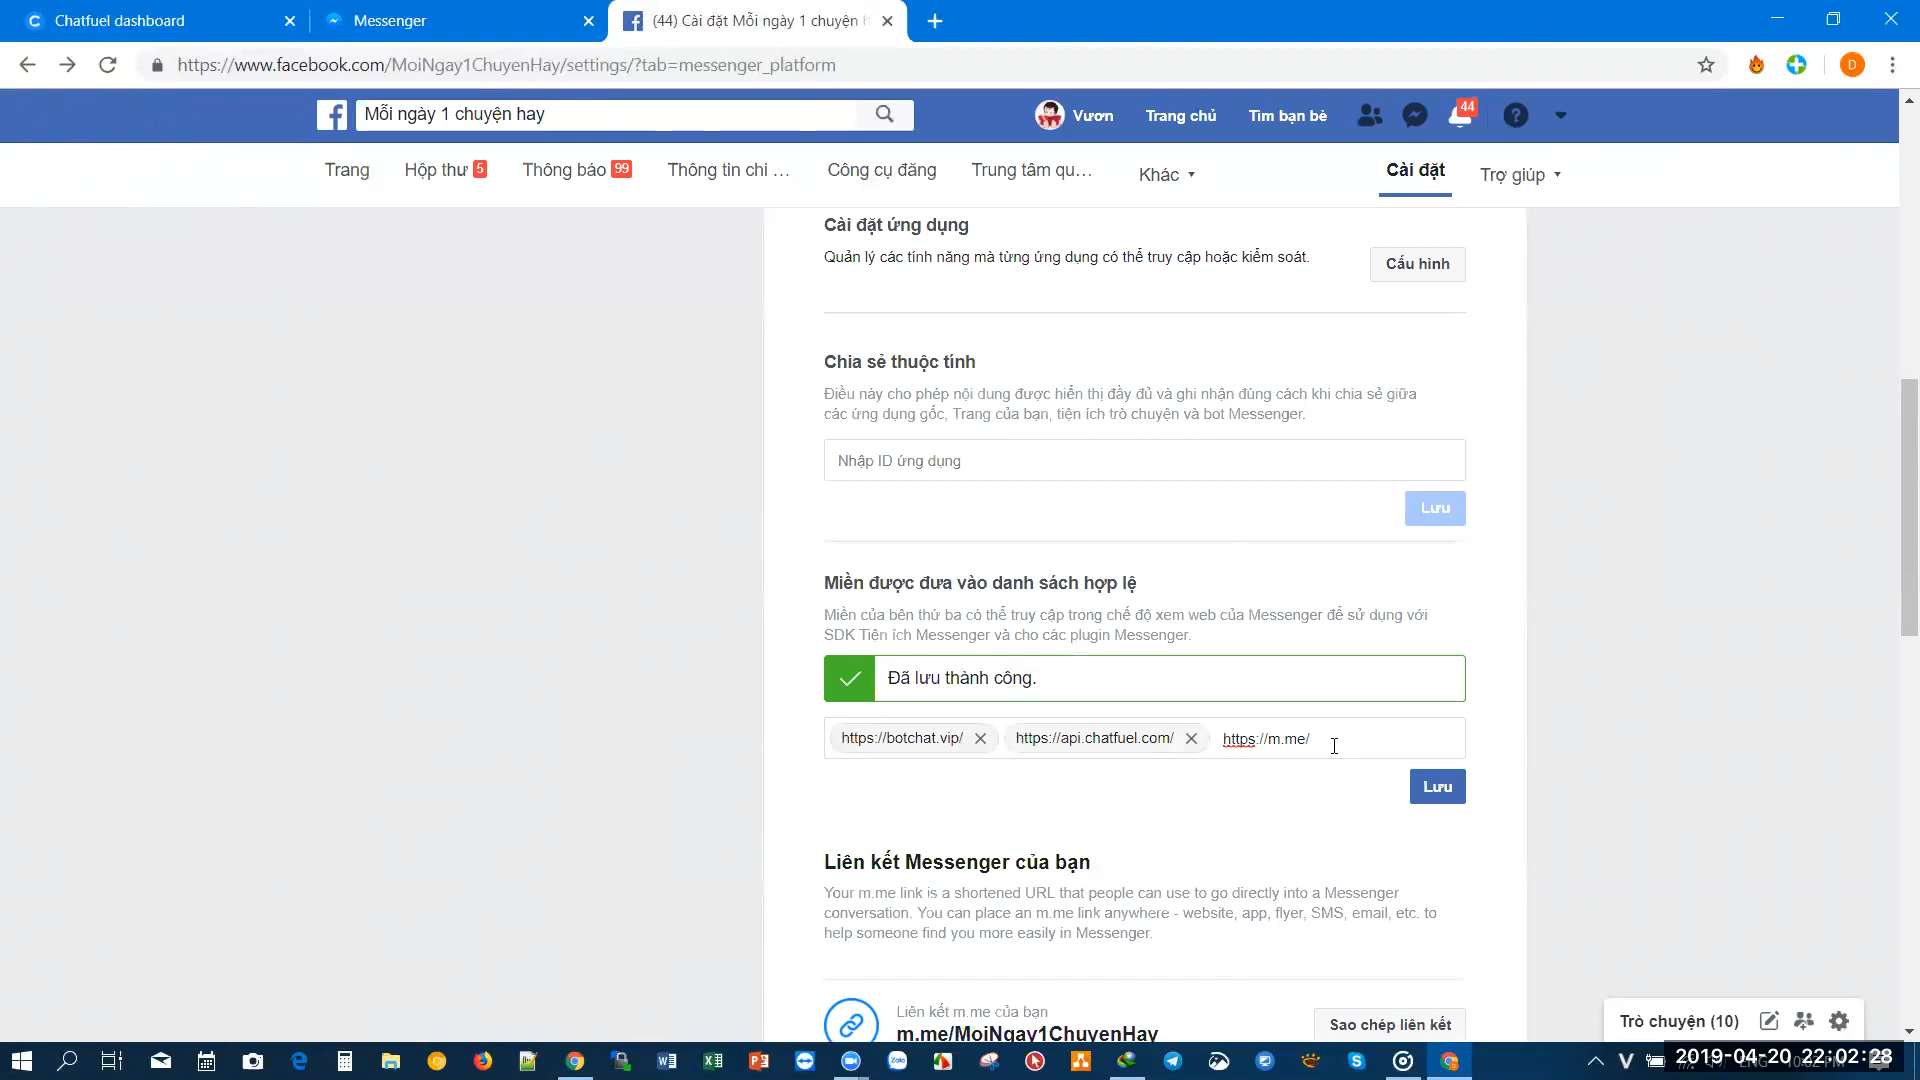 Chatfuel dashboard
Messenger
(44) Cài đặt Mỗi ngày 1 chuyện h
https://www.facebook.com/MoiNgay1ChuyenHay/settings/?tab=messenger_platform
D
Mỗi ngày 1 chuyện hay
Vươn
Trang chủ
Tìm bạn bè
44
Trang
Hộp thư 5
Thông báo 99
Thông tin chi ...
Công cụ đăng
Trung tâm qu...
Khác
Cài đặt
Trợ giúp
Cài đặt ứng dụng
Quản lý các tính năng mà từng ứng dụng có thể truy cập hoặc kiểm soát.
Cấu hình
Chia sẻ thuộc tính
Điều này cho phép nội dung được hiển thị đầy đủ và ghi nhận đúng cách khi chia sẻ giữa
các ứng dụng gốc, Trang của bạn, tiện ích trò chuyện và bot Messenger.
Nhập ID ứng dụng
Lưu
Miền được đưa vào danh sách hợp lệ
Miền của bên thứ ba có thể truy cập trong chế độ xem web của Messenger để sử dụng với
SDK Tiện ích Messenger và cho các plugin Messenger.
Đã lưu thành công.
https://botchat.vip/
https://api.chatfuel.com/
https://m.me/
Lưu
Liên kết Messenger của bạn
Your m.me link is a shortened URL that people can use to go directly into a Messenger
conversation. You can place an m.me link anywhere - website, app, flyer, SMS, email, etc. to
help someone find you more easily in Messenger.
Liên kết m.me của bạn
m.me/MoiNgay1ChuyenHay
Sao chép liên kết
Trò chuyện (10)
2019-04-20 22:02:28